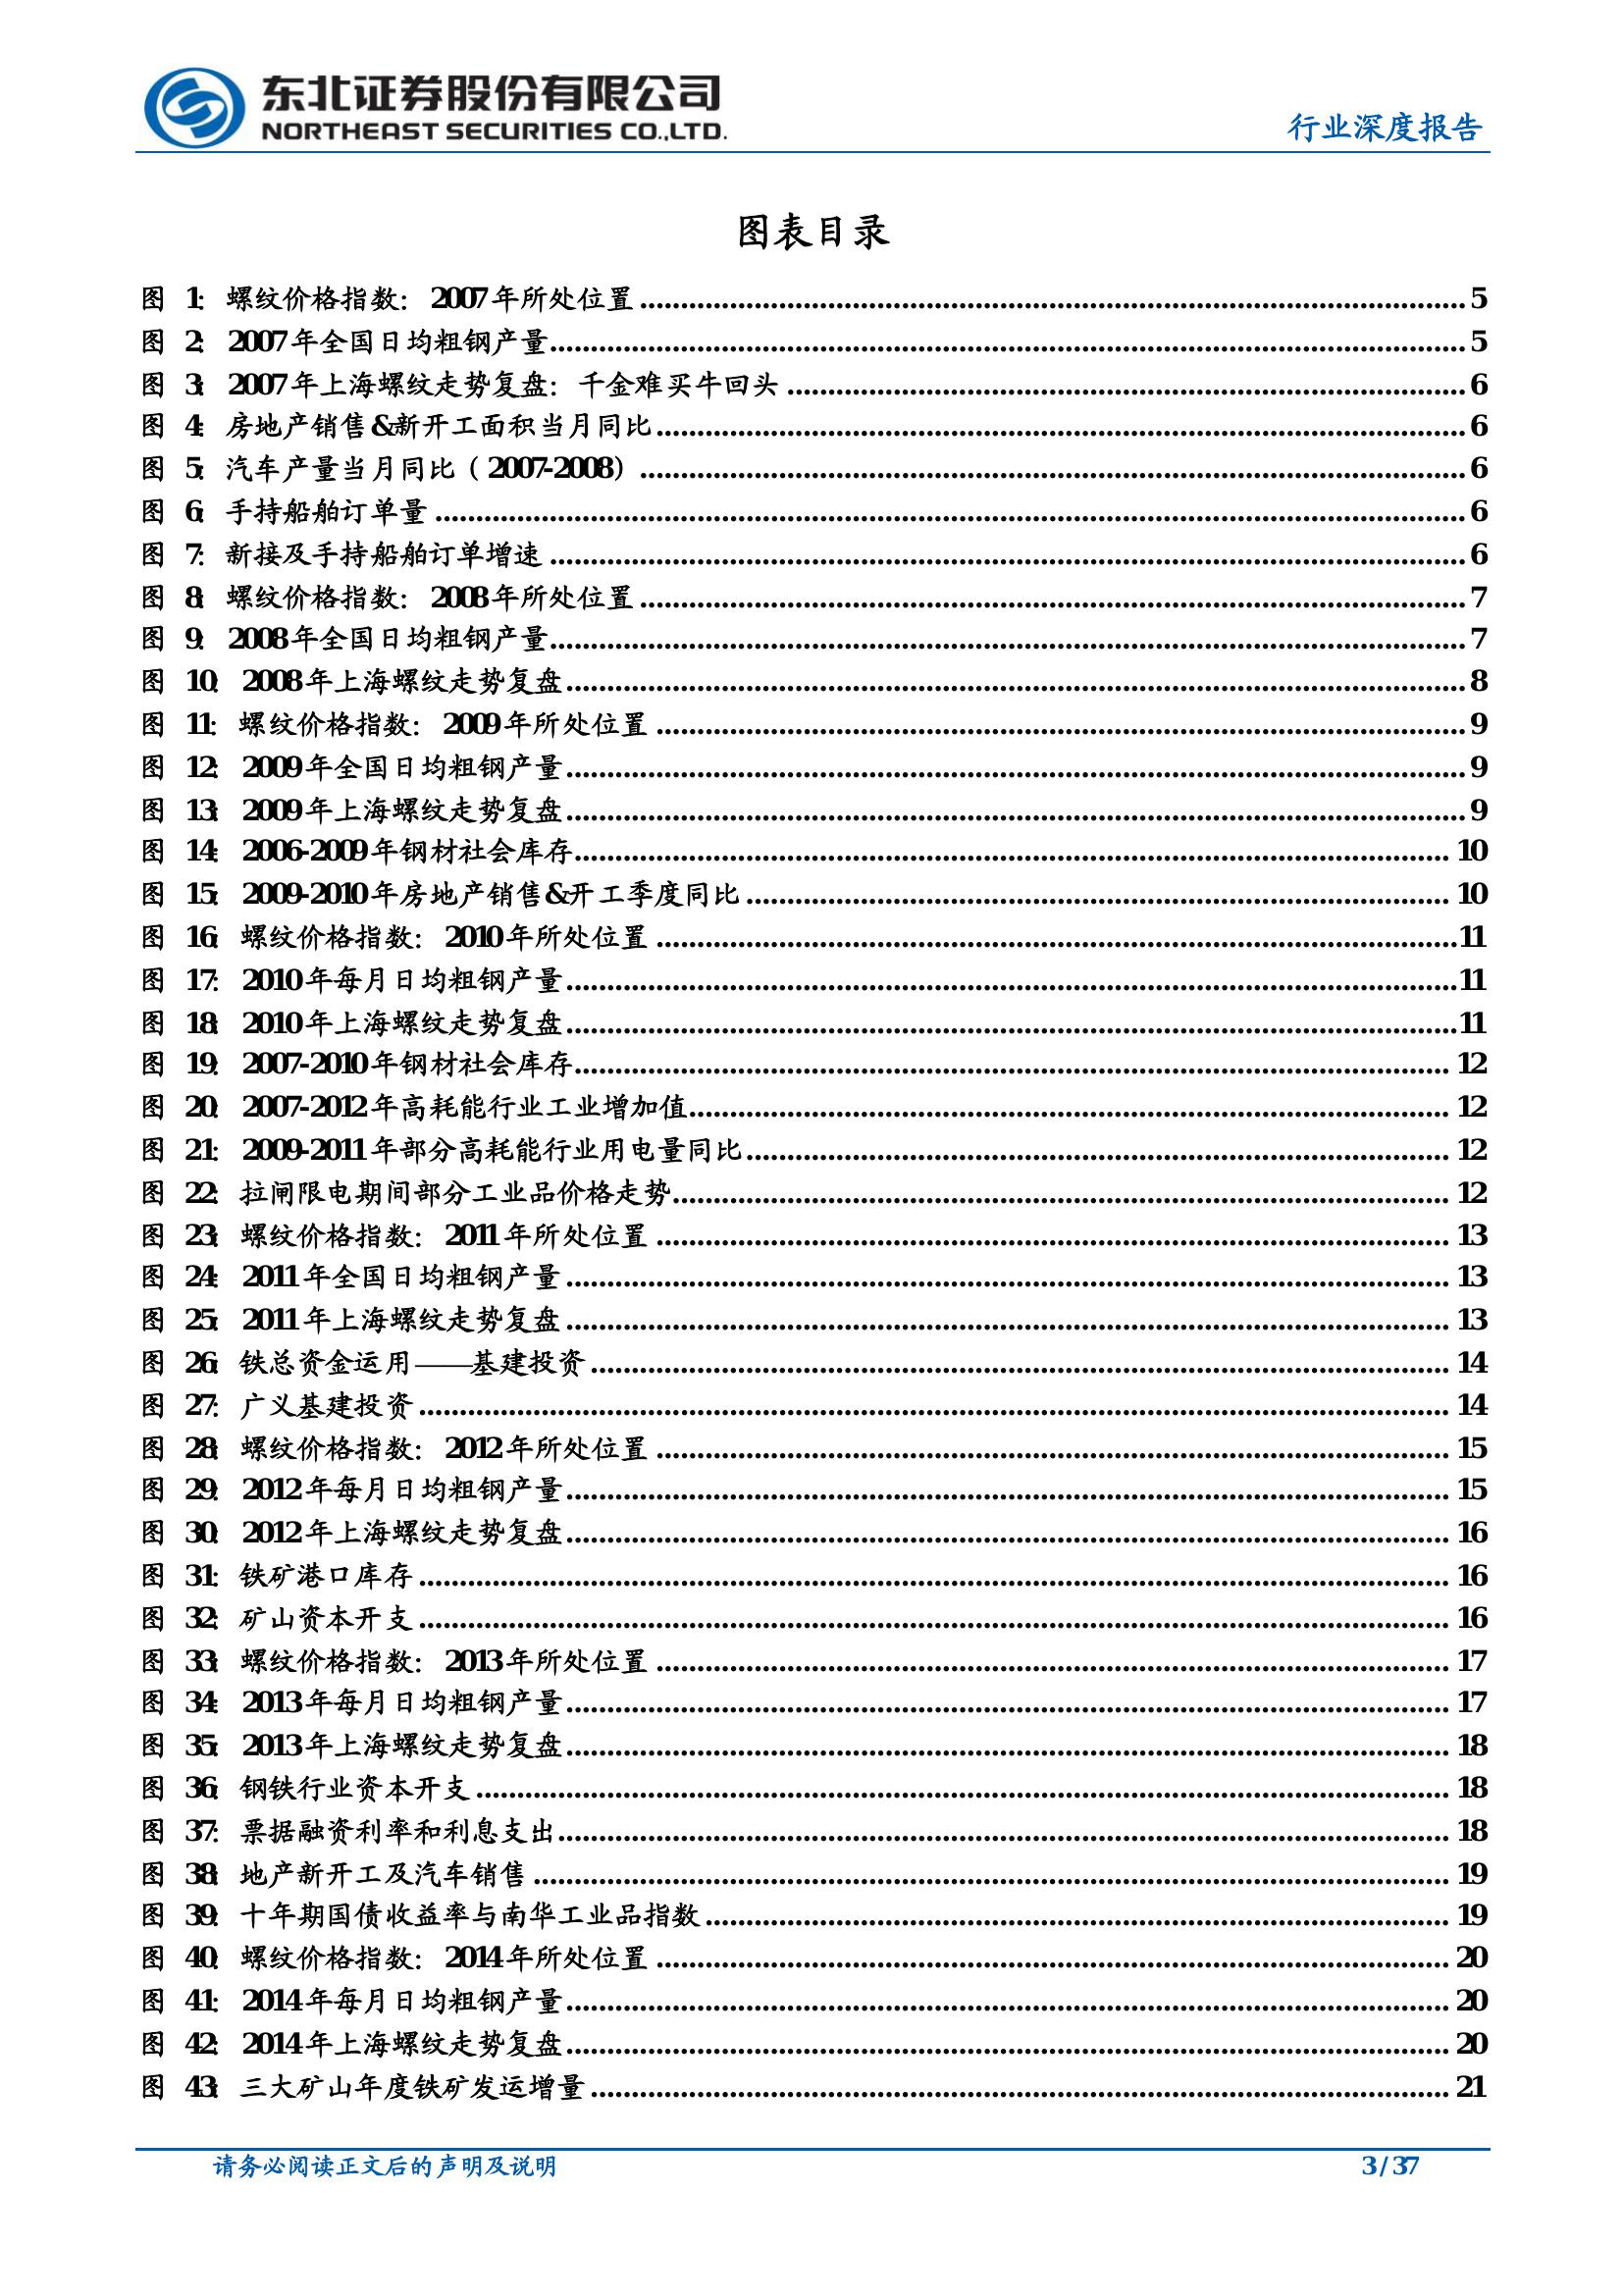 东北证券股份有限公司
NORTHEAST SECURITIES CO.,LTD.
行业深度报告
图表目录
图 1: 螺纹价格指数: 2007年所处位置 5
图 2: 2007年全国日均粗钢产量 5
图 3: 2007年上海螺纹走势复盘: 千金难买牛回头 6
图 4: 房地产销售&新开工面积当月同比 6
图 5: 汽车产量当月同比(2007-2008) 6
图 6: 手持船舶订单量 6
图 7: 新接及手持船舶订单增速 6
图 8: 螺纹价格指数: 2008年所处位置 7
图 9: 2008年全国日均粗钢产量 7
图 10: 2008年上海螺纹走势复盘 8
图 11: 螺纹价格指数: 2009年所处位置 9
图 12: 2009年全国日均粗钢产量 9
图 13: 2009年上海螺纹走势复盘 9
图 14: 2006-2009年钢材社会库存 10
图 15: 2009-2010年房地产销售&开工季度同比 10
图 16: 螺纹价格指数: 2010年所处位置 11
图 17: 2010年每月日均粗钢产量 11
图 18: 2010年上海螺纹走势复盘 11
图 19: 2007-2010年钢材社会库存 12
图 20: 2007-2012年高耗能行业工业增加值 12
图 21: 2009-2011年部分高耗能行业用电量同比 12
图 22: 拉闸限电期间部分工业品价格走势 12
图 23: 螺纹价格指数: 2011年所处位置 13
图 24: 2011年全国日均粗钢产量 13
图 25: 2011年上海螺纹走势复盘 13
图 26: 铁总资金运用——基建投资 14
图 27: 广义基建投资 14
图 28: 螺纹价格指数: 2012年所处位置 15
图 29: 2012年每月日均粗钢产量 15
图 30: 2012年上海螺纹走势复盘 16
图 31: 铁矿港口库存 16
图 32: 矿山资本开支 16
图 33: 螺纹价格指数: 2013年所处位置 17
图 34: 2013年每月日均粗钢产量 17
图 35: 2013年上海螺纹走势复盘 18
图 36: 钢铁行业资本开支 18
图 37: 票据融资利率和利息支出 18
图 38: 地产新开工及汽车销售 19
图 39: 十年期国债收益率与南华工业品指数 19
图 40: 螺纹价格指数: 2014年所处位置 20
图 41: 2014年每月日均粗钢产量 20
图 42: 2014年上海螺纹走势复盘 20
图 43: 三大矿山年度铁矿发运增量 21
请务必阅读正文后的声明及说明
3 / 37